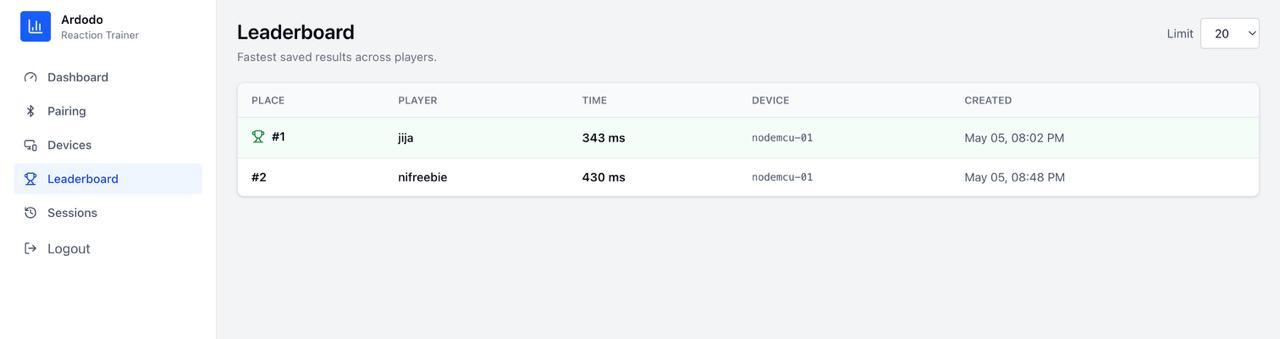 Ardodo
Reaction Trainer
Dashboard
Pairing
Devices
Leaderboard
Sessions
Logout
Leaderboard
Fastest saved results across players.
Limit 20
PLACE PLAYER TIME DEVICE CREATED
#1 jija 343 ms nodemcu-01 May 05, 08:02 PM
#2 nifreebie 430 ms nodemcu-01 May 05, 08:48 PM